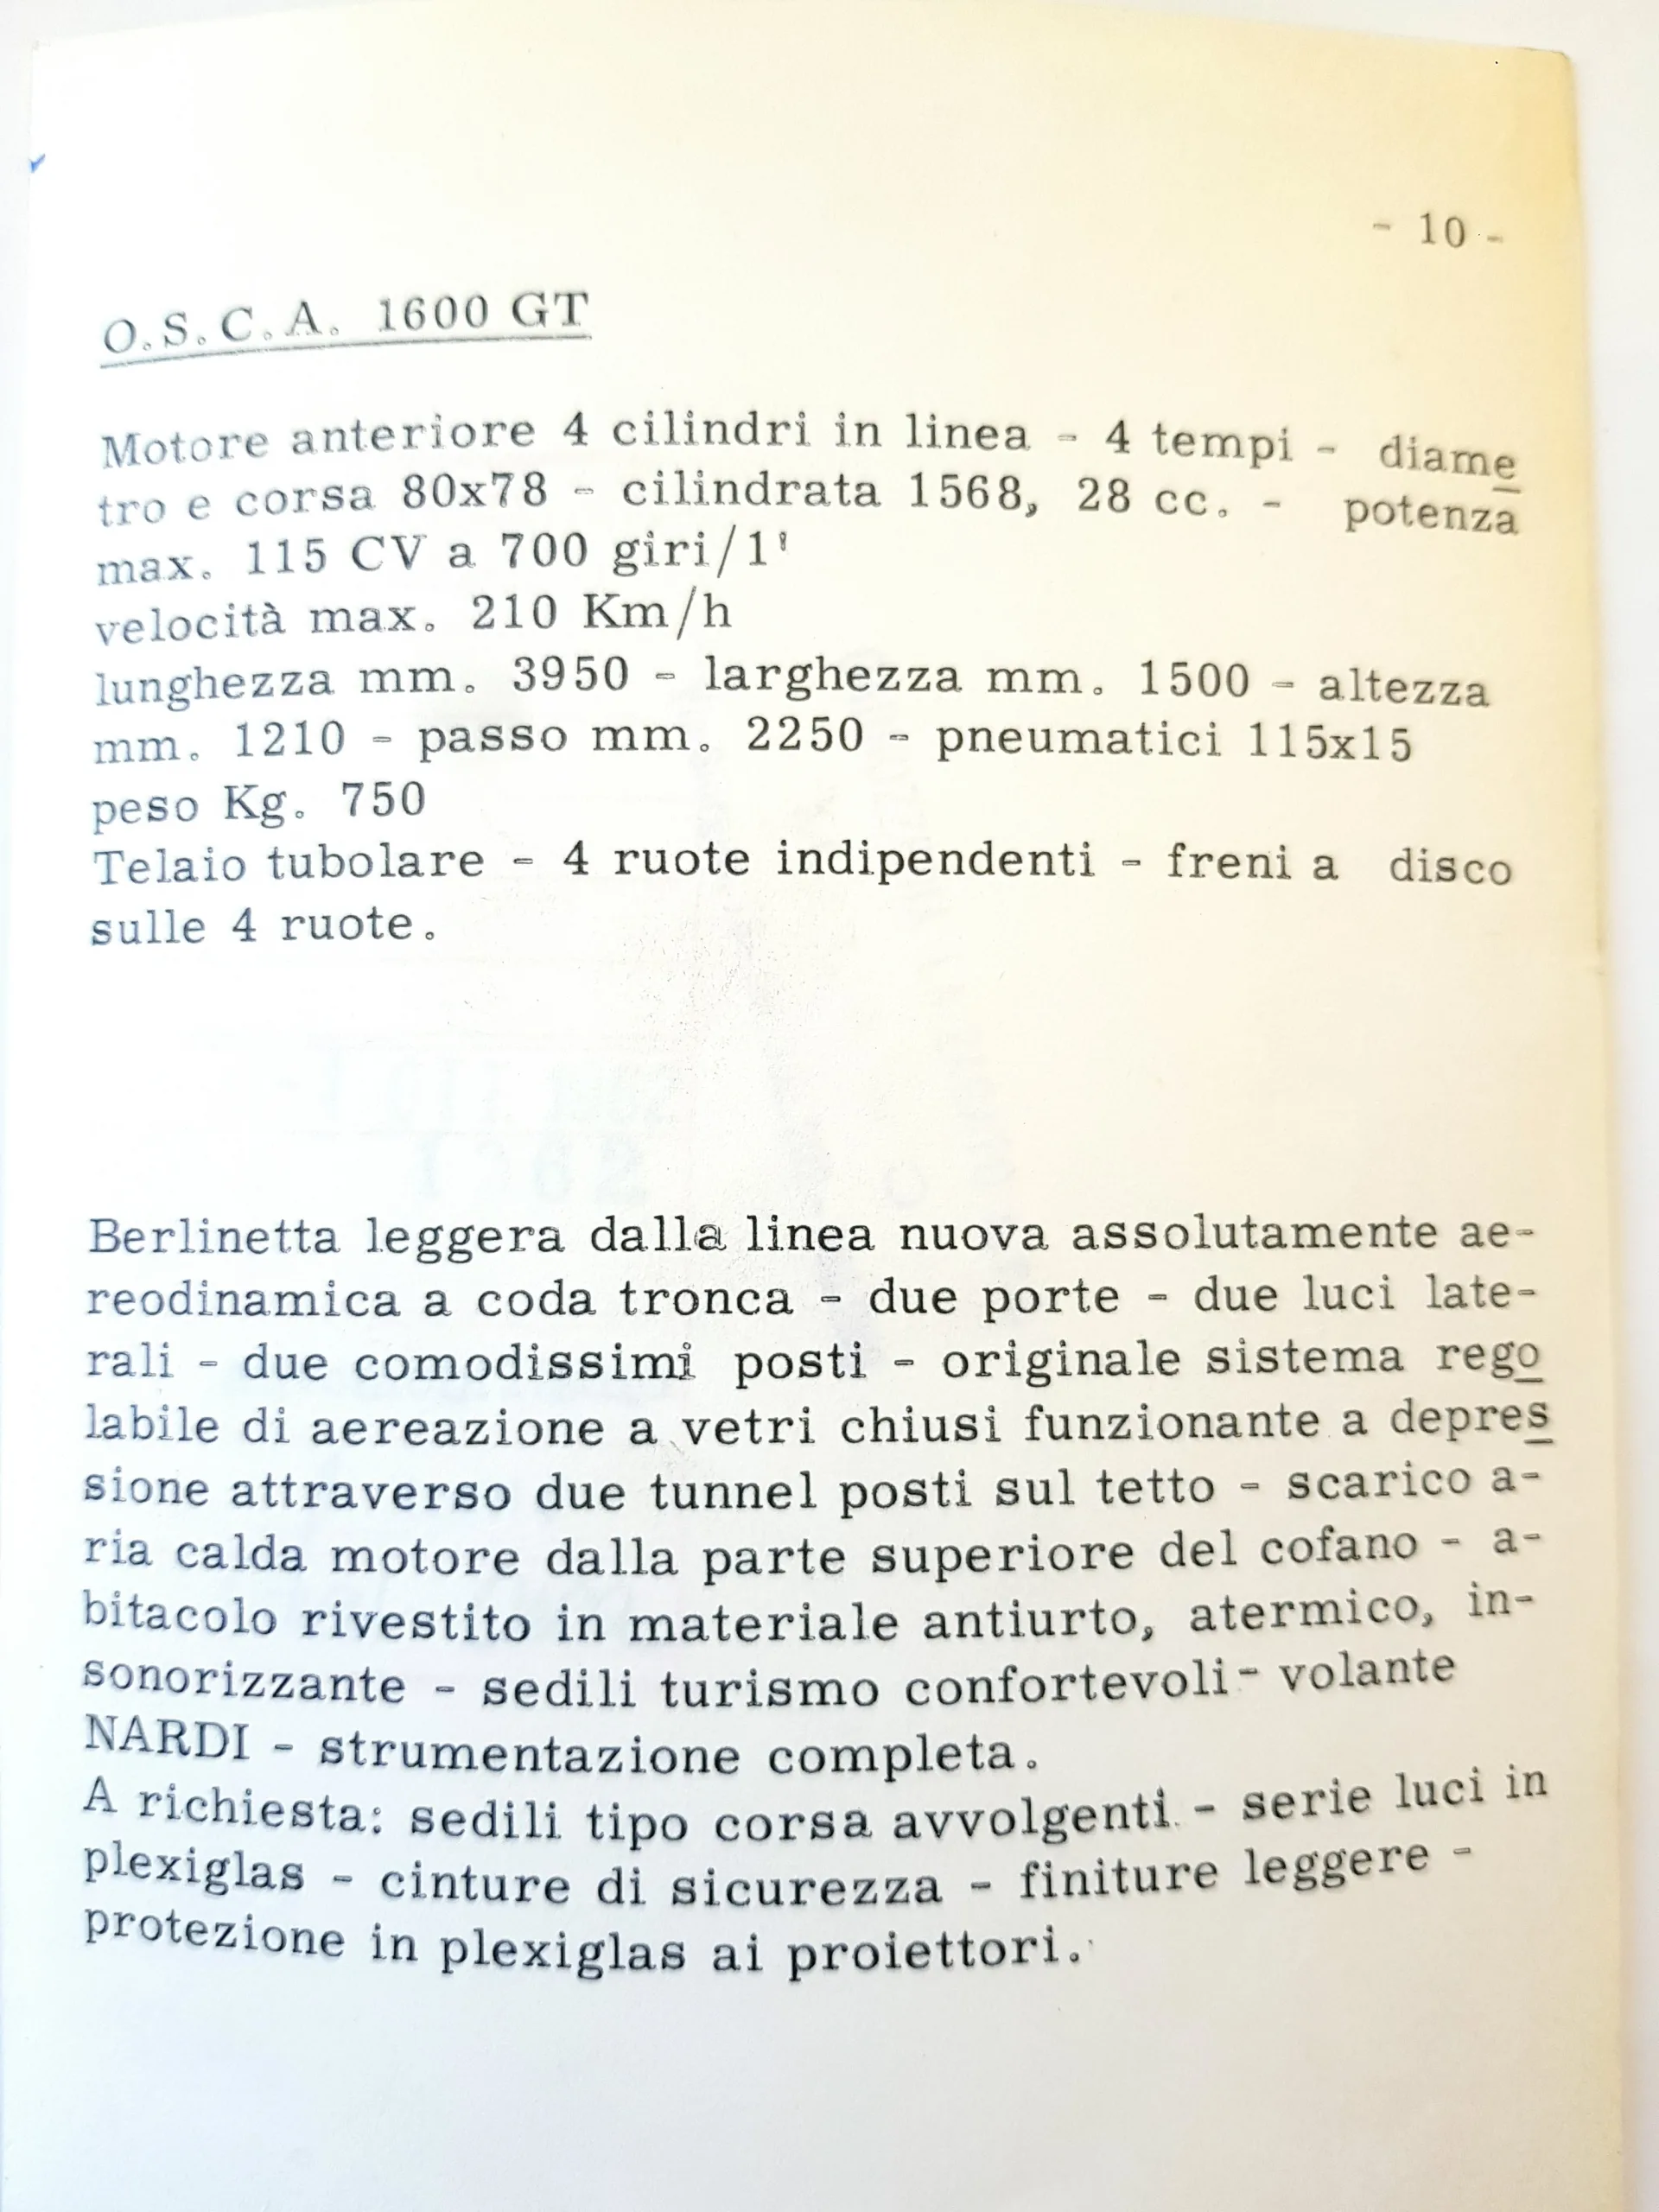 - 10 -
O.S.C.A. 1600 GT
Motore anteriore 4 cilindri in linea - 4 tempi - diame
tro e corsa 80x78 - cilindrata 1568, 28 cc. - potenza
max. 115 CV a 700 giri/1'
velocità max. 210 Km/h
lunghezza mm. 3950 - larghezza mm. 1500 - altezza
mm. 1210 - passo mm. 2250 - pneumatici 115x15
peso Kg. 750
Telaio tubolare - 4 ruote indipendenti - freni a disco
sulle 4 ruote.
Berlinetta leggera dalla linea nuova assolutamente ae-
reodinamica a coda tronca - due porte - due luci late-
rali - due comodissimi posti - originale sistema rego
labile di aereazione a vetri chiusi funzionante a depres
sione attraverso due tunnel posti sul tetto - scarico a-
ria calda motore dalla parte superiore del cofano - a-
bitacolo rivestito in materiale antiurto, atermico, in-
sonorizzante - sedili turismo confortevoli - volante
NARDI - strumentazione completa.
A richiesta: sedili tipo corsa avvolgenti - serie luci in
plexiglas - cinture di sicurezza - finiture leggere -
protezione in plexiglas ai proiettori.